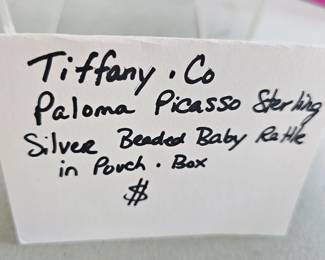 Tiffany . Co
Paloma Picasso Sterling
Silver Beaded Baby Rattle
in Pouch . Box
$